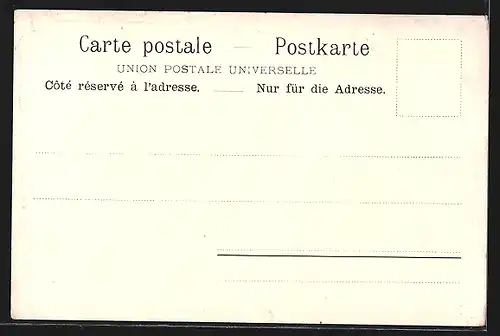 Carte postale — Postkarte
UNION POSTALE UNIVERSELLE
Côté réservé à l'adresse. — Nur für die Adresse.